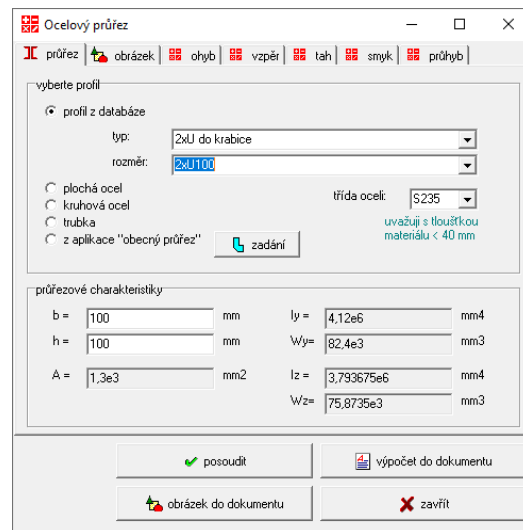 Ocelový průřez
průřez obrázek ohyb vzpěr tah smyk průhyb
vyberte profil
profil z databáze
typ: 2xU do krabice
rozměr: 2xU100
plochá ocel
kruhová ocel
trubka
z aplikace "obecný průřez"
zadání
třída oceli: S235
uvažuji s tloušťkou
materiálu < 40 mm
průřezové charakteristiky
b = 100 mm Iy = 4,12e6 mm4
h = 100 mm Wy= 82,4e3 mm3
A = 1,3e3 mm2 Iz = 3,793675e6 mm4
Wz= 75,8735e3 mm3
posoudit výpočet do dokumentu
obrázek do dokumentu zavřít